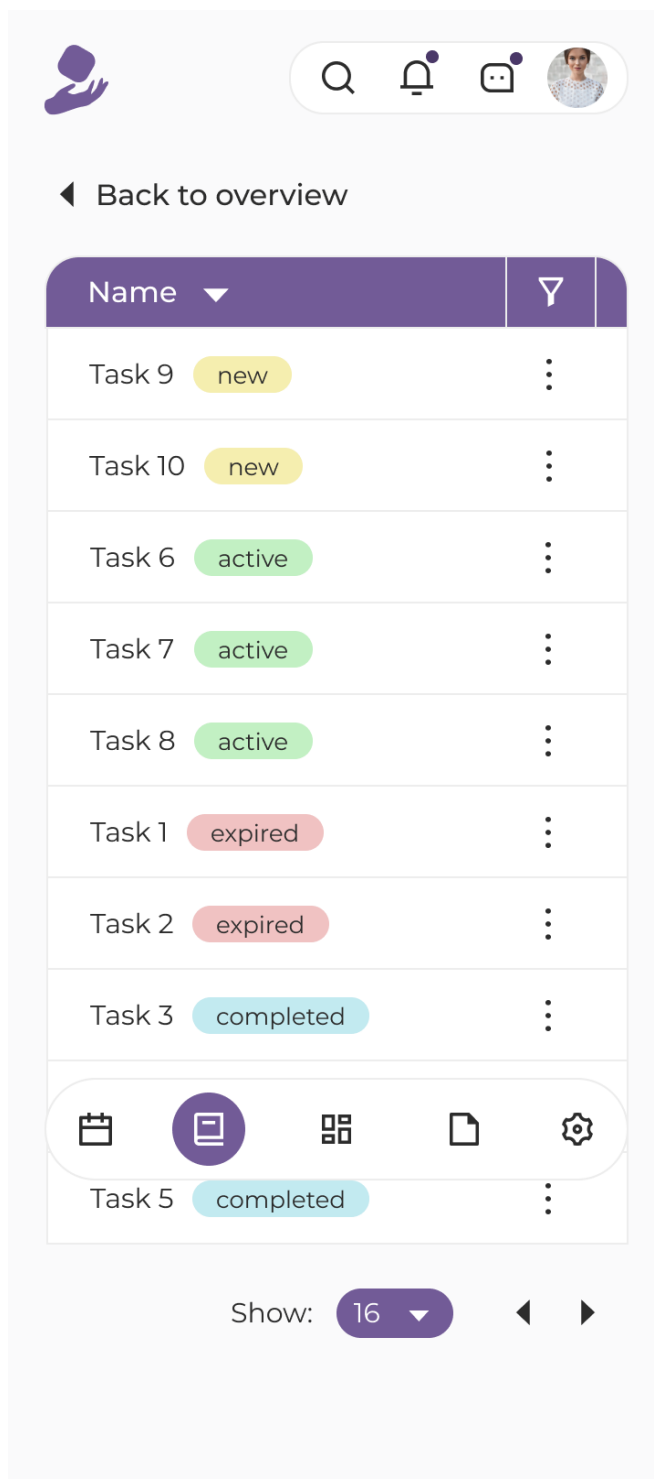 Back to overview
Name
Task 9 new
Task 10 new
Task 6 active
Task 7 active
Task 8 active
Task 1 expired
Task 2 expired
Task 3 completed
Task 5 completed
Show: 16